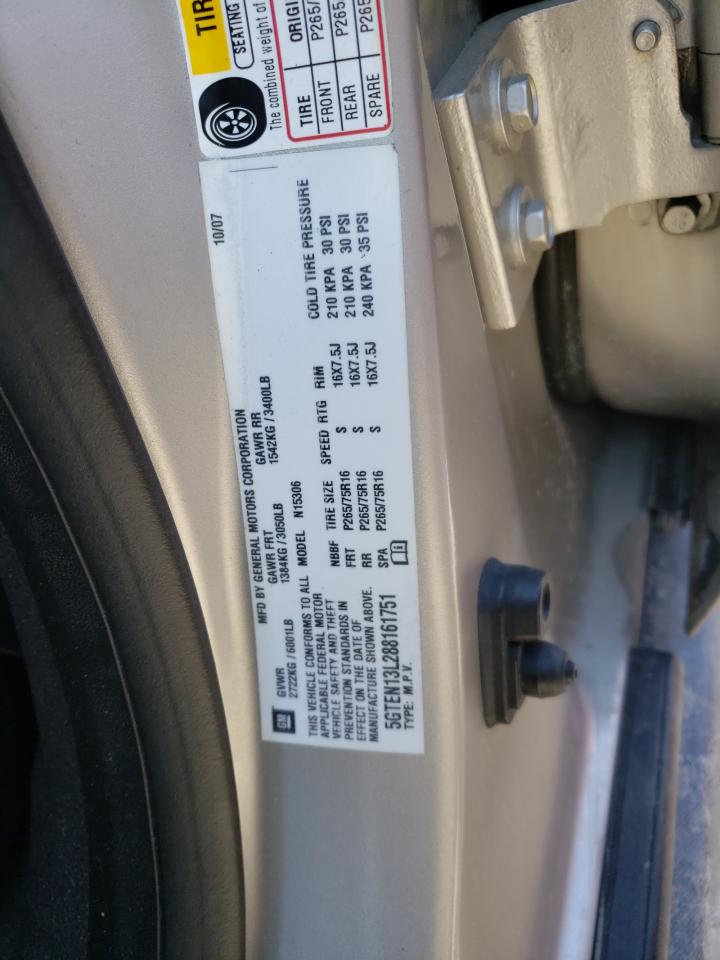 TIR
SEATING
The combined weight of
TIRE ORIGI
FRONT P265/
REAR P265
SPARE P265
10/07
MFD BY GENERAL MOTORS CORPORATION
GM GVWR GAWR FRT GAWR RR
2722KG / 6001LB 1384KG / 3050LB 1542KG / 3400LB
THIS VEHICLE CONFORMS TO ALL MODEL N15306
APPLICABLE FEDERAL MOTOR
VEHICLE SAFETY AND THEFT
PREVENTION STANDARDS IN
EFFECT ON THE DATE OF
MANUFACTURE SHOWN ABOVE.
COLD TIRE PRESSURE
NBBF TIRE SIZE SPEED RTG RIM
FRT P265/75R16 S 16X7.5J 210 KPA 30 PSI
RR P265/75R16 S 16X7.5J 210 KPA 30 PSI
SPA P265/75R16 S 16X7.5J 240 KPA 35 PSI
5GTEN13L288161751
TYPE: M.P.V.